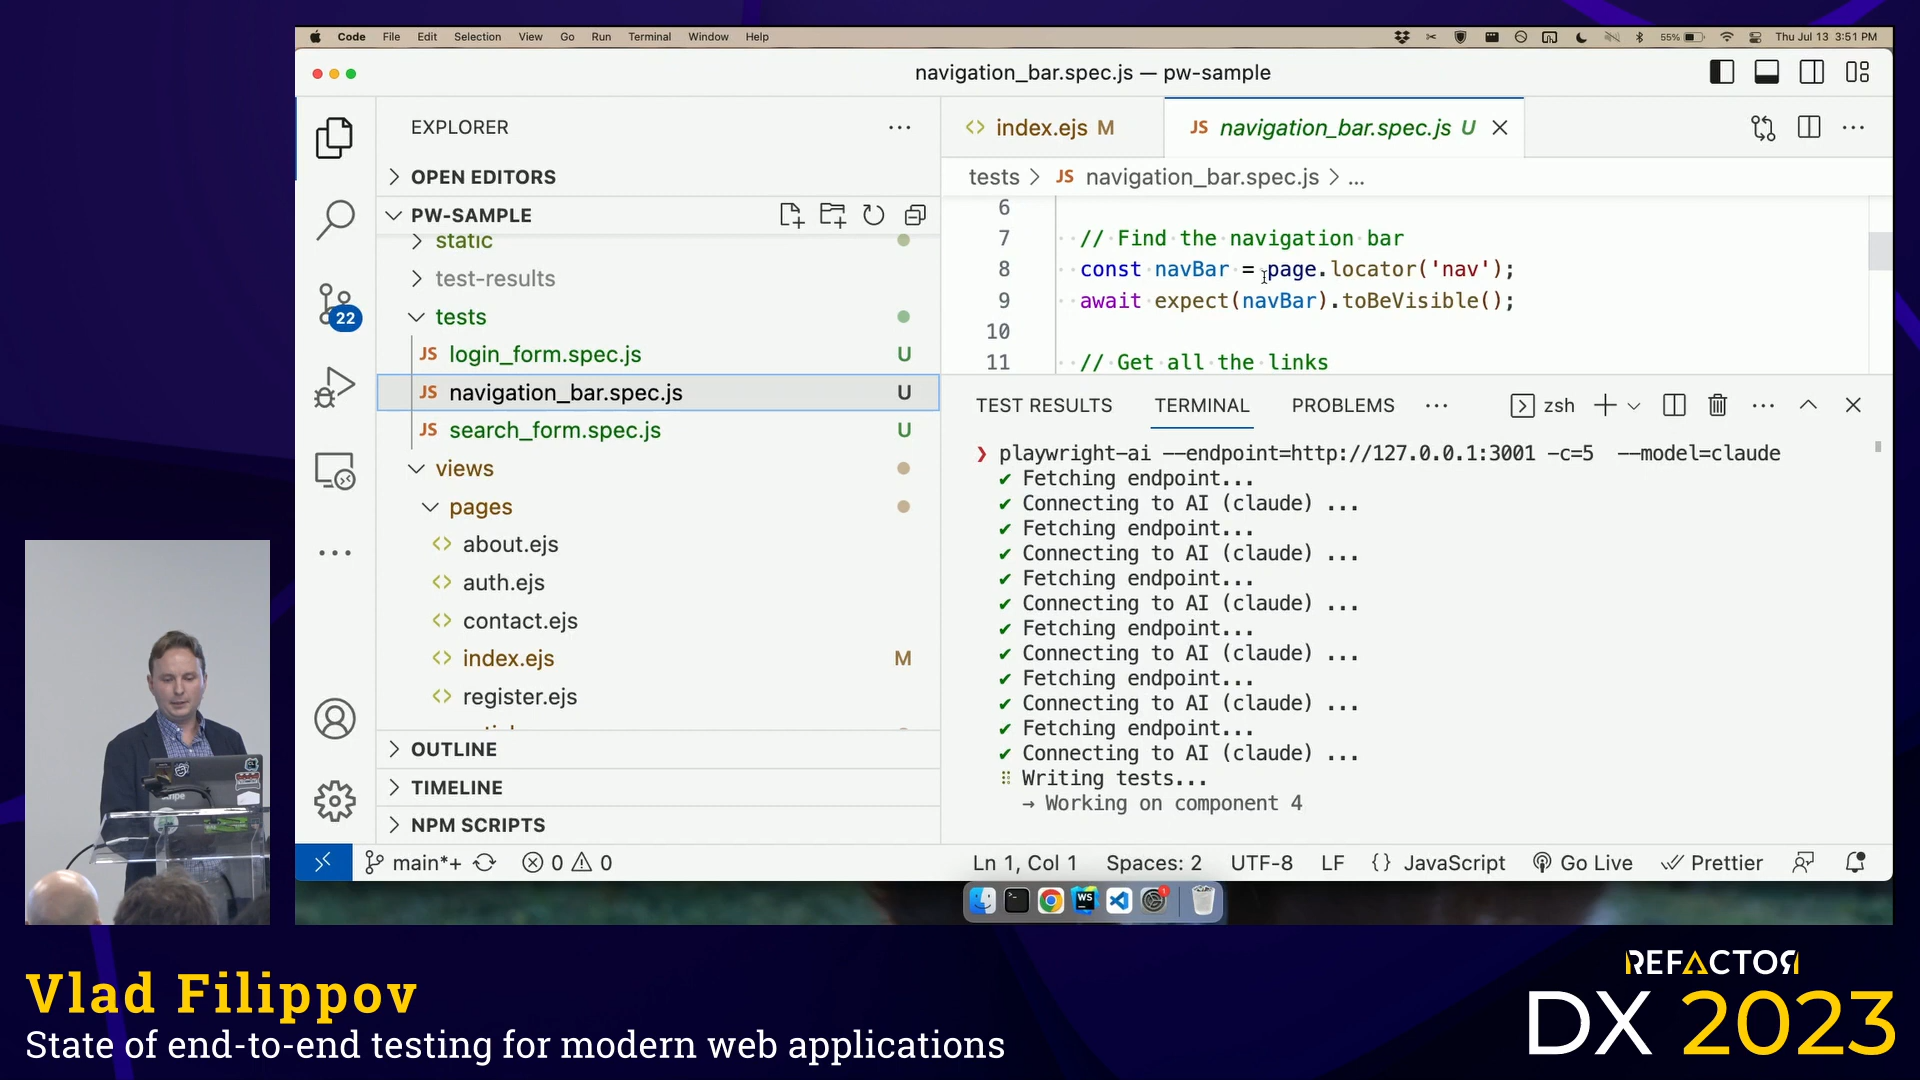 Code File Edit Selection View Go Run Terminal Window Help 55% Thu Jul 13 3:51 PM
navigation_bar.spec.js — pw-sample
EXPLORER
OPEN EDITORS
PW-SAMPLE
static
test-results
tests
JS login_form.spec.js U
JS navigation_bar.spec.js U
JS search_form.spec.js U
views
pages
<> about.ejs
<> auth.ejs
<> contact.ejs
<> index.ejs M
<> register.ejs
OUTLINE
TIMELINE
NPM SCRIPTS
22
<> index.ejs M
JS navigation_bar.spec.js U
tests > JS navigation_bar.spec.js > ...
6
7 // Find the navigation bar
8 const navBar = page.locator('nav');
9 await expect(navBar).toBeVisible();
10
11 // Get all the links
TEST RESULTS TERMINAL PROBLEMS ... zsh
❯ playwright-ai --endpoint=http://127.0.0.1:3001 -c=5 --model=claude
✔ Fetching endpoint...
✔ Connecting to AI (claude) ...
✔ Fetching endpoint...
✔ Connecting to AI (claude) ...
✔ Fetching endpoint...
✔ Connecting to AI (claude) ...
✔ Fetching endpoint...
✔ Connecting to AI (claude) ...
✔ Fetching endpoint...
✔ Connecting to AI (claude) ...
✔ Fetching endpoint...
✔ Connecting to AI (claude) ...
Writing tests...
→ Working on component 4
main*+ 0 0 Ln 1, Col 1 Spaces: 2 UTF-8 LF {} JavaScript Go Live Prettier
WS
1
Vlad Filippov
State of end-to-end testing for modern web applications
REFACTOR
DX 2023